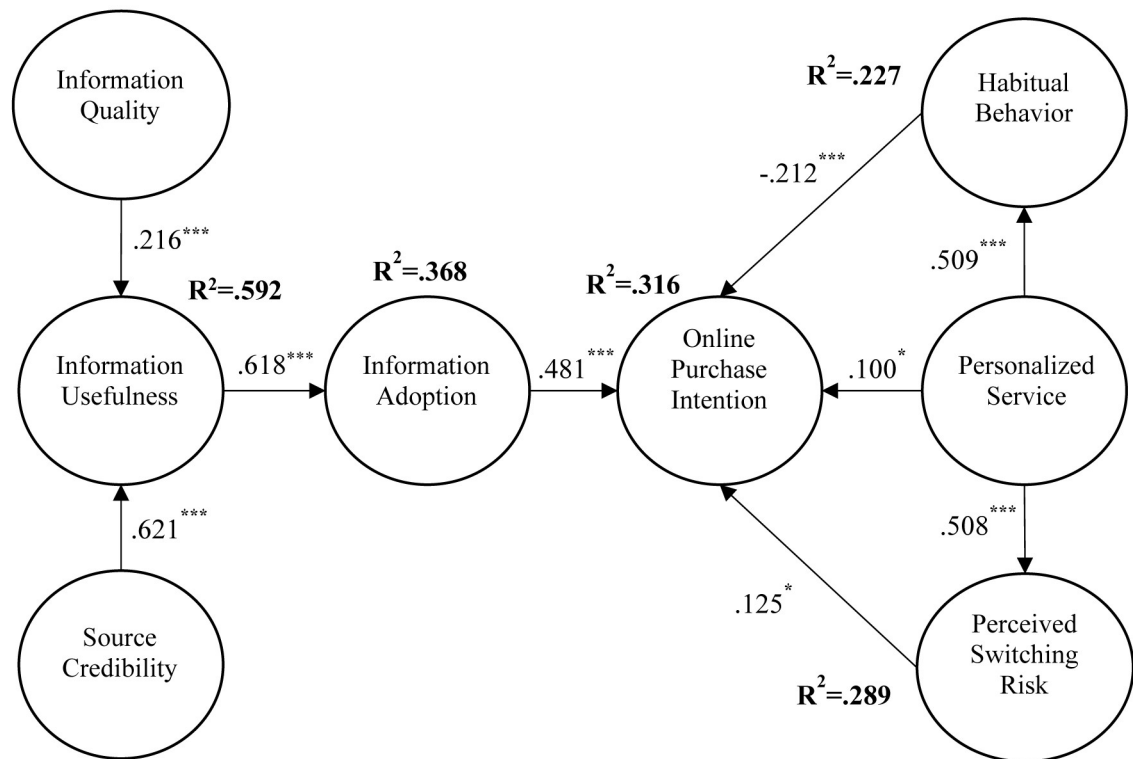 Information
Quality
R²=.227
Habitual
Behavior
-.212***
.216***
.509***
R²=.592
R²=.368
R²=.316
Information
Usefulness
.618***
Information
Adoption
.481***
Online
Purchase
Intention
.100*
Personalized
Service
.621***
.508***
.125*
Source
Credibility
Perceived
Switching
Risk
R²=.289